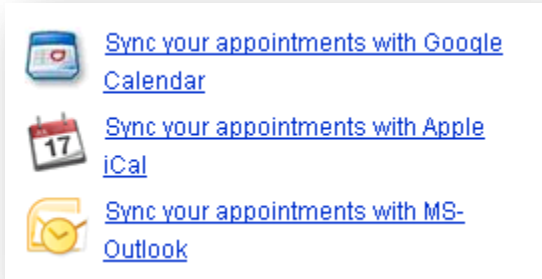 Sync your appointments with Google
Calendar
17
Sync your appointments with Apple
iCal
Sync your appointments with MS-
Outlook